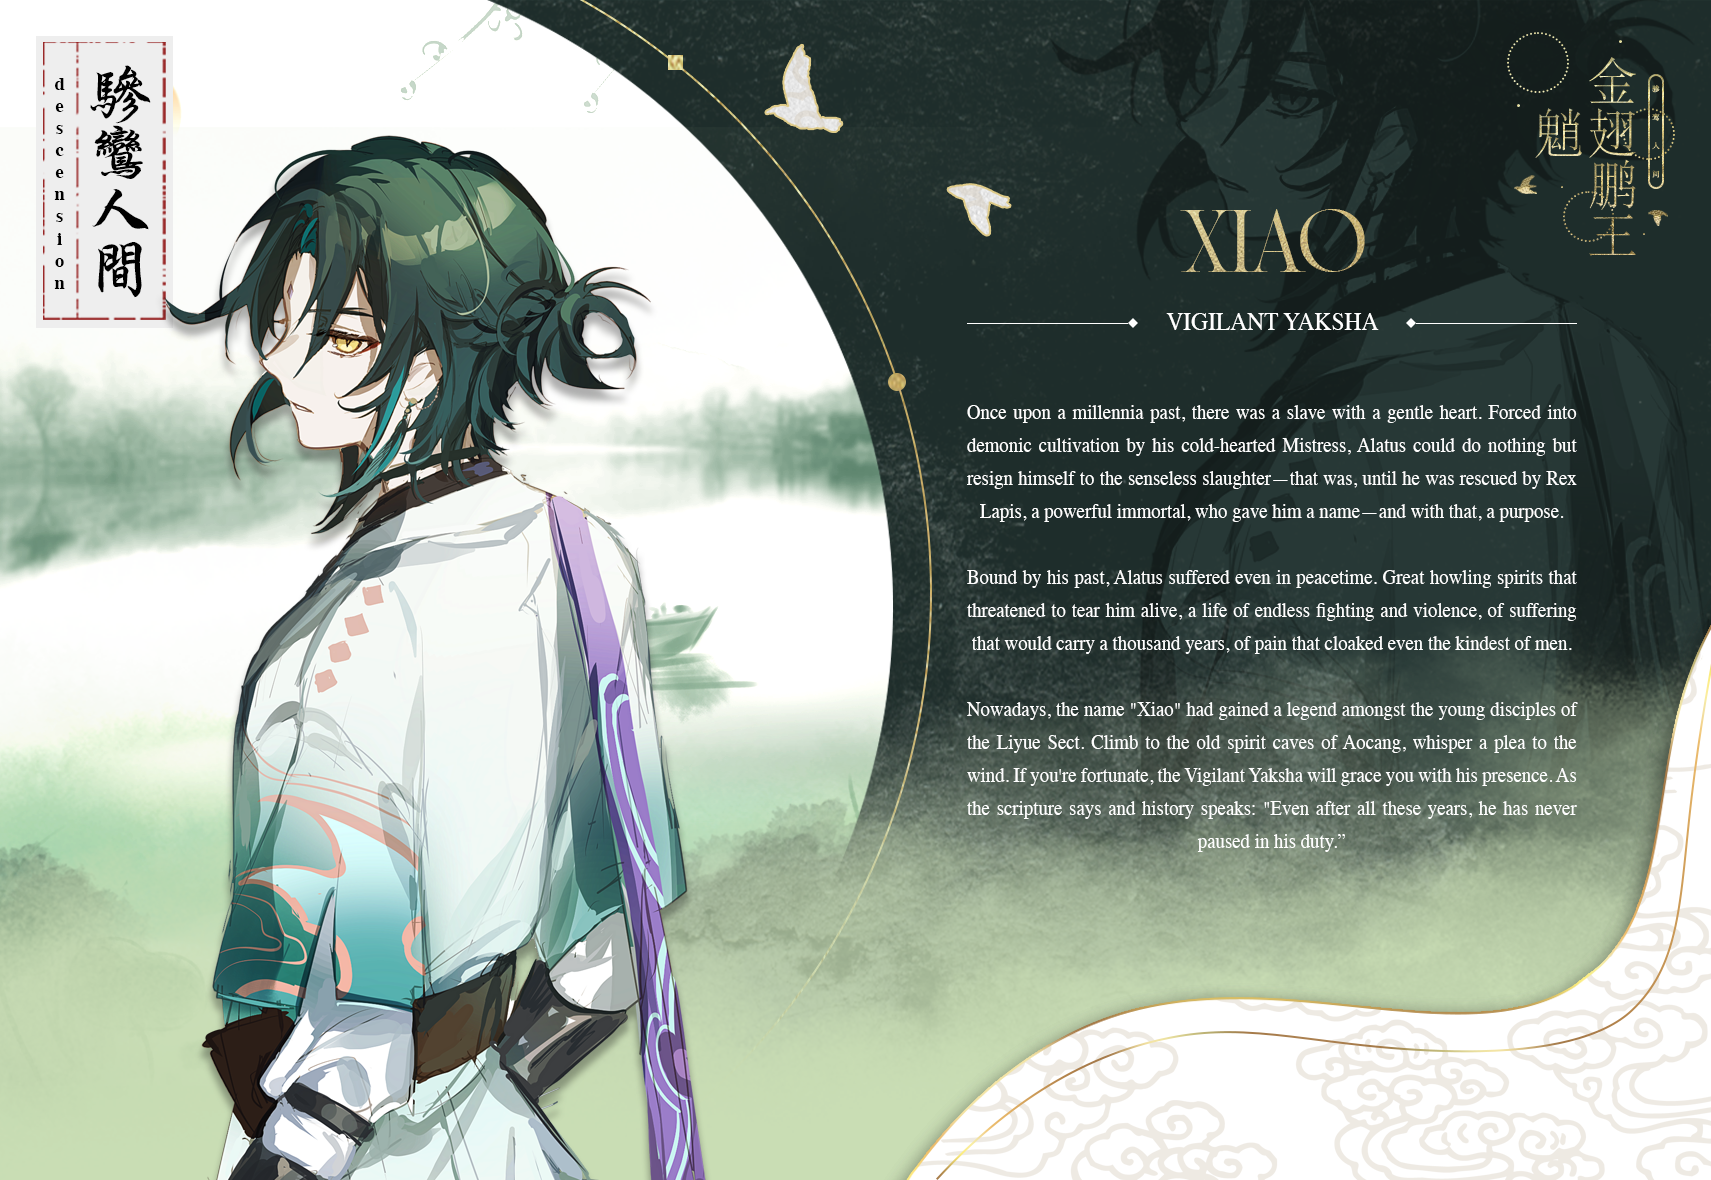 驂鸞人間
descension
金翅鹏王
魈
驂鸞人間
XIAO
VIGILANT YAKSHA
Once upon a millennia past, there was a slave with a gentle heart. Forced into
demonic cultivation by his cold-hearted Mistress, Alatus could do nothing but
resign himself to the senseless slaughter—that was, until he was rescued by Rex
Lapis, a powerful immortal, who gave him a name—and with that, a purpose.
Bound by his past, Alatus suffered even in peacetime. Great howling spirits that
threatened to tear him alive, a life of endless fighting and violence, of suffering
that would carry a thousand years, of pain that cloaked even the kindest of men.
Nowadays, the name "Xiao" had gained a legend amongst the young disciples of
the Liyue Sect. Climb to the old spirit caves of Aocang, whisper a plea to the
wind. If you're fortunate, the Vigilant Yaksha will grace you with his presence. As
the scripture says and history speaks: "Even after all these years, he has never
paused in his duty.”